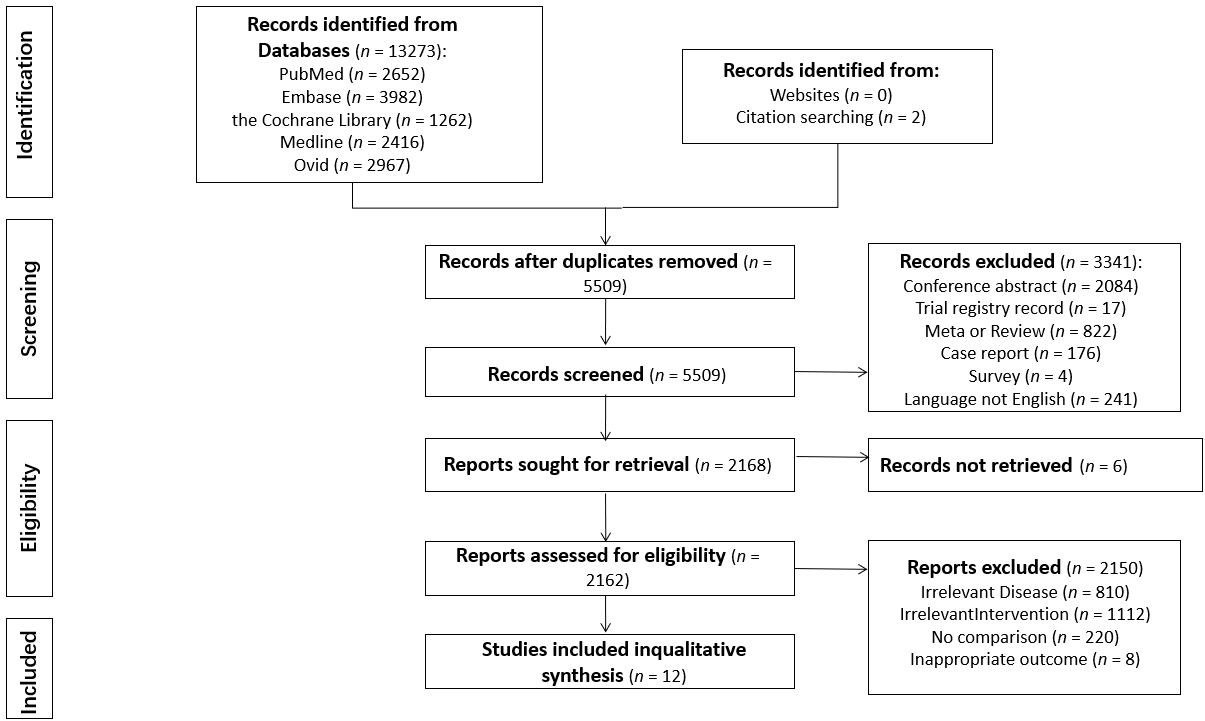 Identification
Records identified from
Databases (n = 13273):
PubMed (n = 2652)
Embase (n = 3982)
the Cochrane Library (n = 1262)
Medline (n = 2416)
Ovid (n = 2967)
Records identified from:
Websites (n = 0)
Citation searching (n = 2)
Screening
Records after duplicates removed (n =
5509)
Records screened (n = 5509)
Records excluded (n = 3341):
Conference abstract (n = 2084)
Trial registry record (n = 17)
Meta or Review (n = 822)
Case report (n = 176)
Survey (n = 4)
Language not English (n = 241)
Eligibility
Reports sought for retrieval (n = 2168)
Records not retrieved (n = 6)
Reports assessed for eligibility (n =
2162)
Reports excluded (n = 2150)
Irrelevant Disease (n = 810)
IrrelevantIntervention (n = 1112)
No comparison (n = 220)
Inappropriate outcome (n = 8)
Included
Studies included inqualitative
synthesis (n = 12)